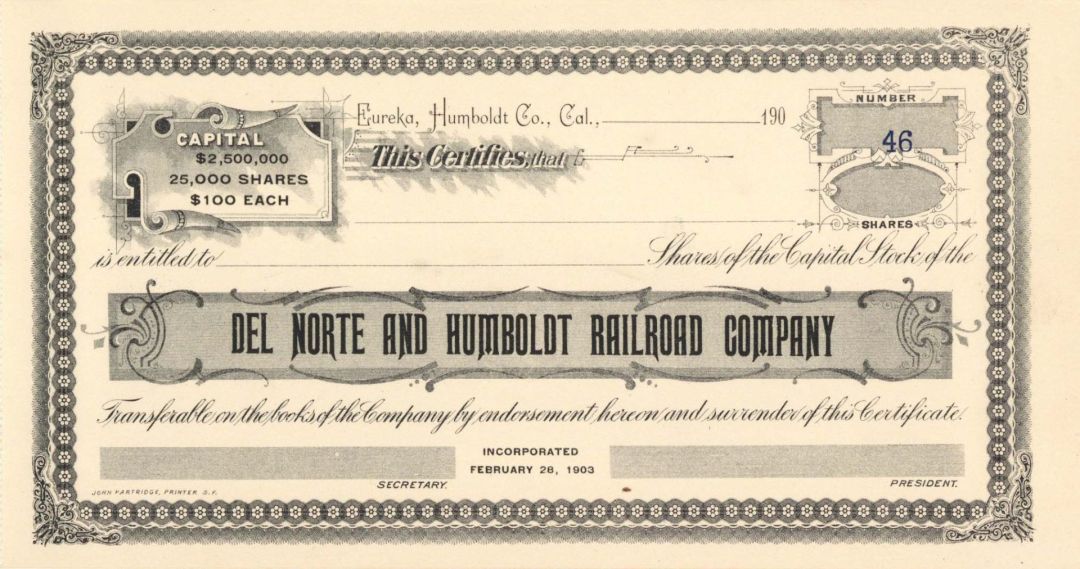 CAPITAL
$2,500,000
25,000 SHARES
$100 EACH
Eureka, Humboldt Co., Cal., 190
NUMBER
46
This Certifies, that
SHARES
is entitled to Shares of the Capital Stock of the
DEL NORTE AND HUMBOLDT RAILROAD COMPANY
Transferable on the books of the Company by endorsement hereon and surrender of this Certificate.
INCORPORATED
FEBRUARY 28, 1903
SECRETARY.
PRESIDENT.
JOHN PARTRIDGE, PRINTER S.F.